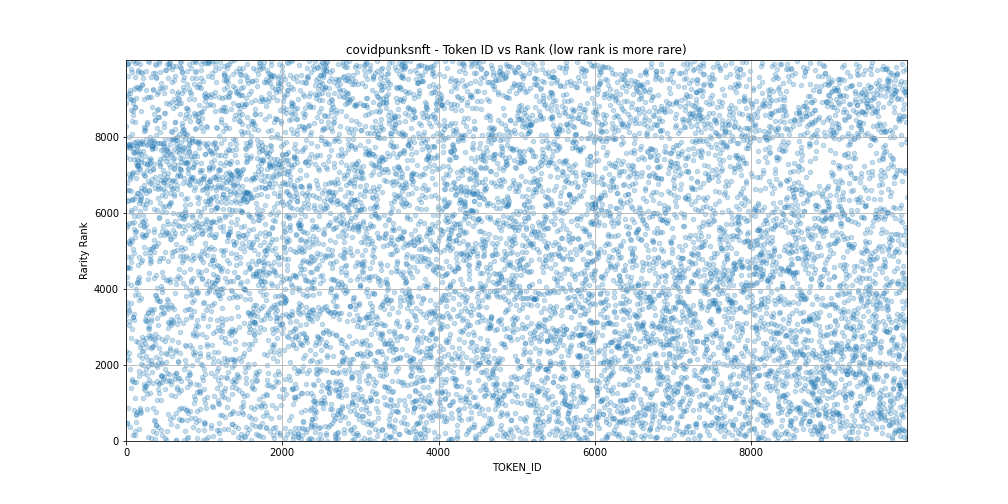 covidpunksnft - Token ID vs Rank (low rank is more rare)
Rarity Rank
8000
6000
4000
2000
0
0 2000 4000 6000 8000
TOKEN_ID